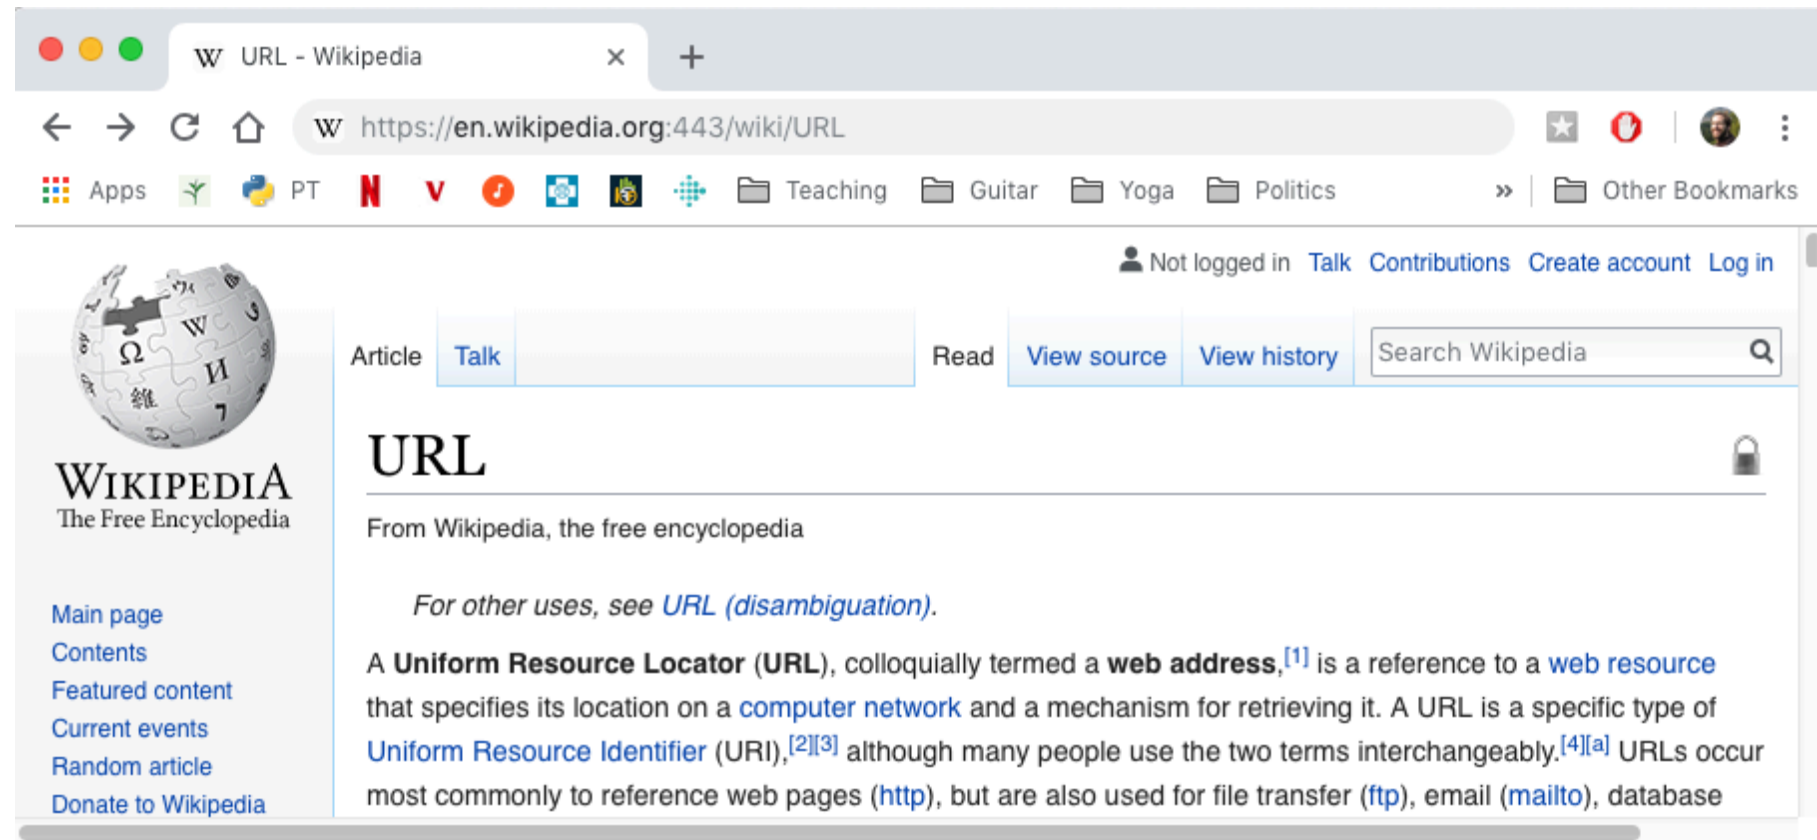 W URL - Wikipedia × +
W https://en.wikipedia.org:443/wiki/URL
Apps PT N V Teaching Guitar Yoga Politics » Other Bookmarks
Not logged in Talk Contributions Create account Log in
Article Talk Read View source View history Search Wikipedia
Ω W И 維 ウィ 7
WIKIPEDIA
The Free Encyclopedia
Main page
Contents
Featured content
Current events
Random article
Donate to Wikipedia
URL
From Wikipedia, the free encyclopedia
For other uses, see URL (disambiguation).
A Uniform Resource Locator (URL), colloquially termed a web address,[1] is a reference to a web resource
that specifies its location on a computer network and a mechanism for retrieving it. A URL is a specific type of
Uniform Resource Identifier (URI),[2][3] although many people use the two terms interchangeably.[4][a] URLs occur
most commonly to reference web pages (http), but are also used for file transfer (ftp), email (mailto), database